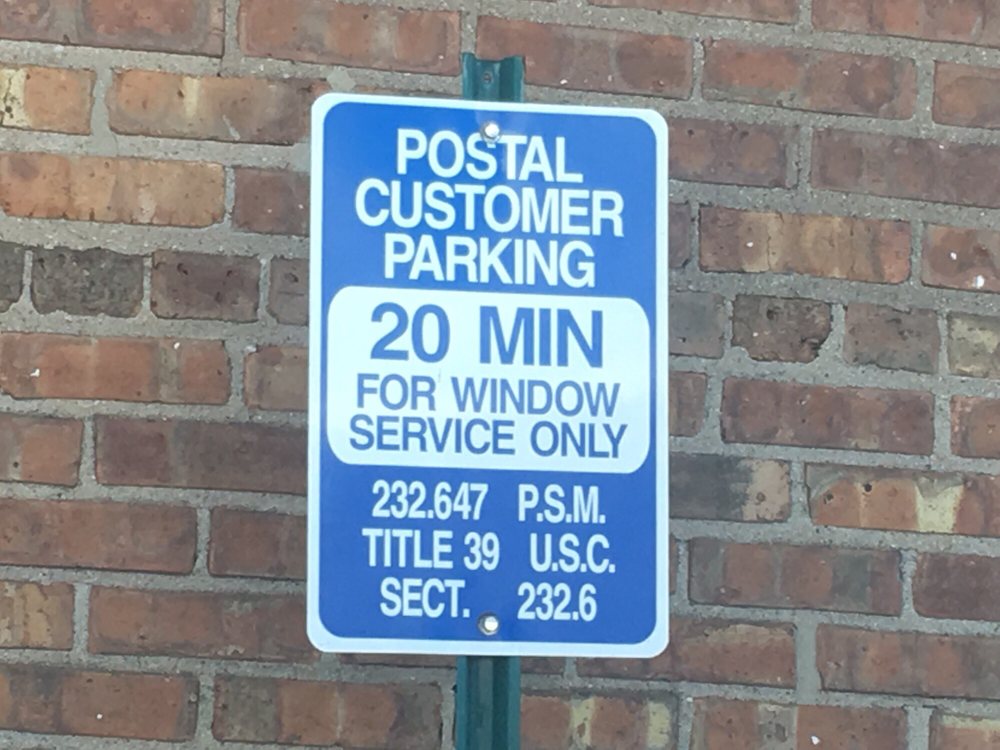 POSTAL
CUSTOMER
PARKING
20 MIN
FOR WINDOW
SERVICE ONLY
232.647 P.S.M.
TITLE 39 U.S.C.
SECT. 232.6